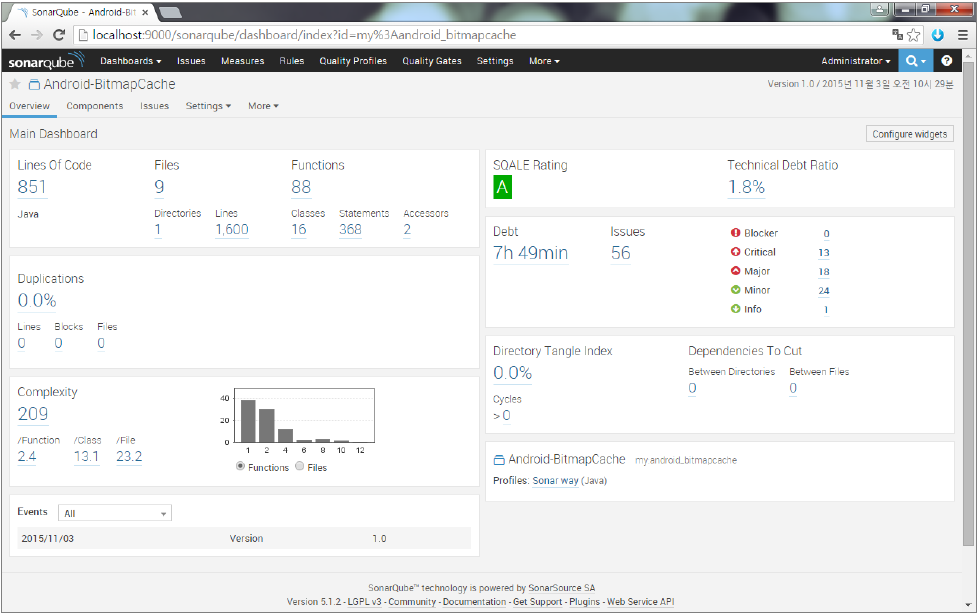 SonarQube - Android-Bit
localhost:9000/sonarqube/dashboard/index?id=my%3Aandroid_bitmapcache
sonarqube Dashboards Issues Measures Rules Quality Profiles Quality Gates Settings More Administrator
Android-BitmapCache
Version 1.0 / 2015년 11월 3일 오전 10시 29분
Overview Components Issues Settings More
Main Dashboard
Configure widgets
Lines Of Code Files Functions
851 9 88
Java Directories Lines Classes Statements Accessors
1 1,600 16 368 2
Duplications
0.0%
Lines Blocks Files
0 0 0
Complexity
209
/Function /Class /File
2.4 13.1 23.2
40
20
0
1 2 4 6 8 10 12
Functions Files
Events All
2015/11/03 Version 1.0
SQALE Rating Technical Debt Ratio
A 1.8%
Debt Issues
7h 49min 56
Blocker 0
Critical 13
Major 18
Minor 24
Info 1
Directory Tangle Index Dependencies To Cut
0.0% Between Directories Between Files
0 0
Cycles
> 0
Android-BitmapCache my:android_bitmapcache
Profiles: Sonar way (Java)
SonarQube™ technology is powered by SonarSource SA
Version 5.1.2 - LGPL v3 - Community - Documentation - Get Support - Plugins - Web Service API